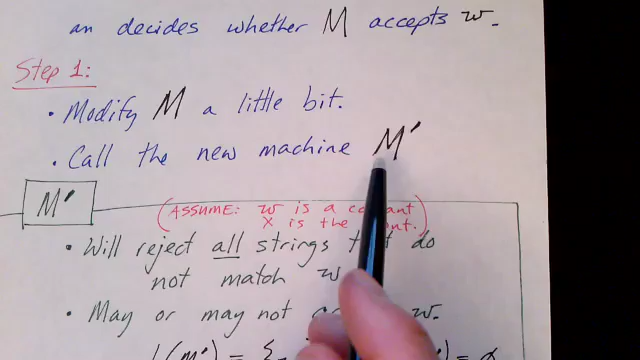 an decides whether M accepts w.
Step 1:
• Modify M a little bit.
• Call the new machine M′
M′
(ASSUME: w is a
x is the
• Will reject all strings do
not match w
• May or may not w.
L(M′) = {